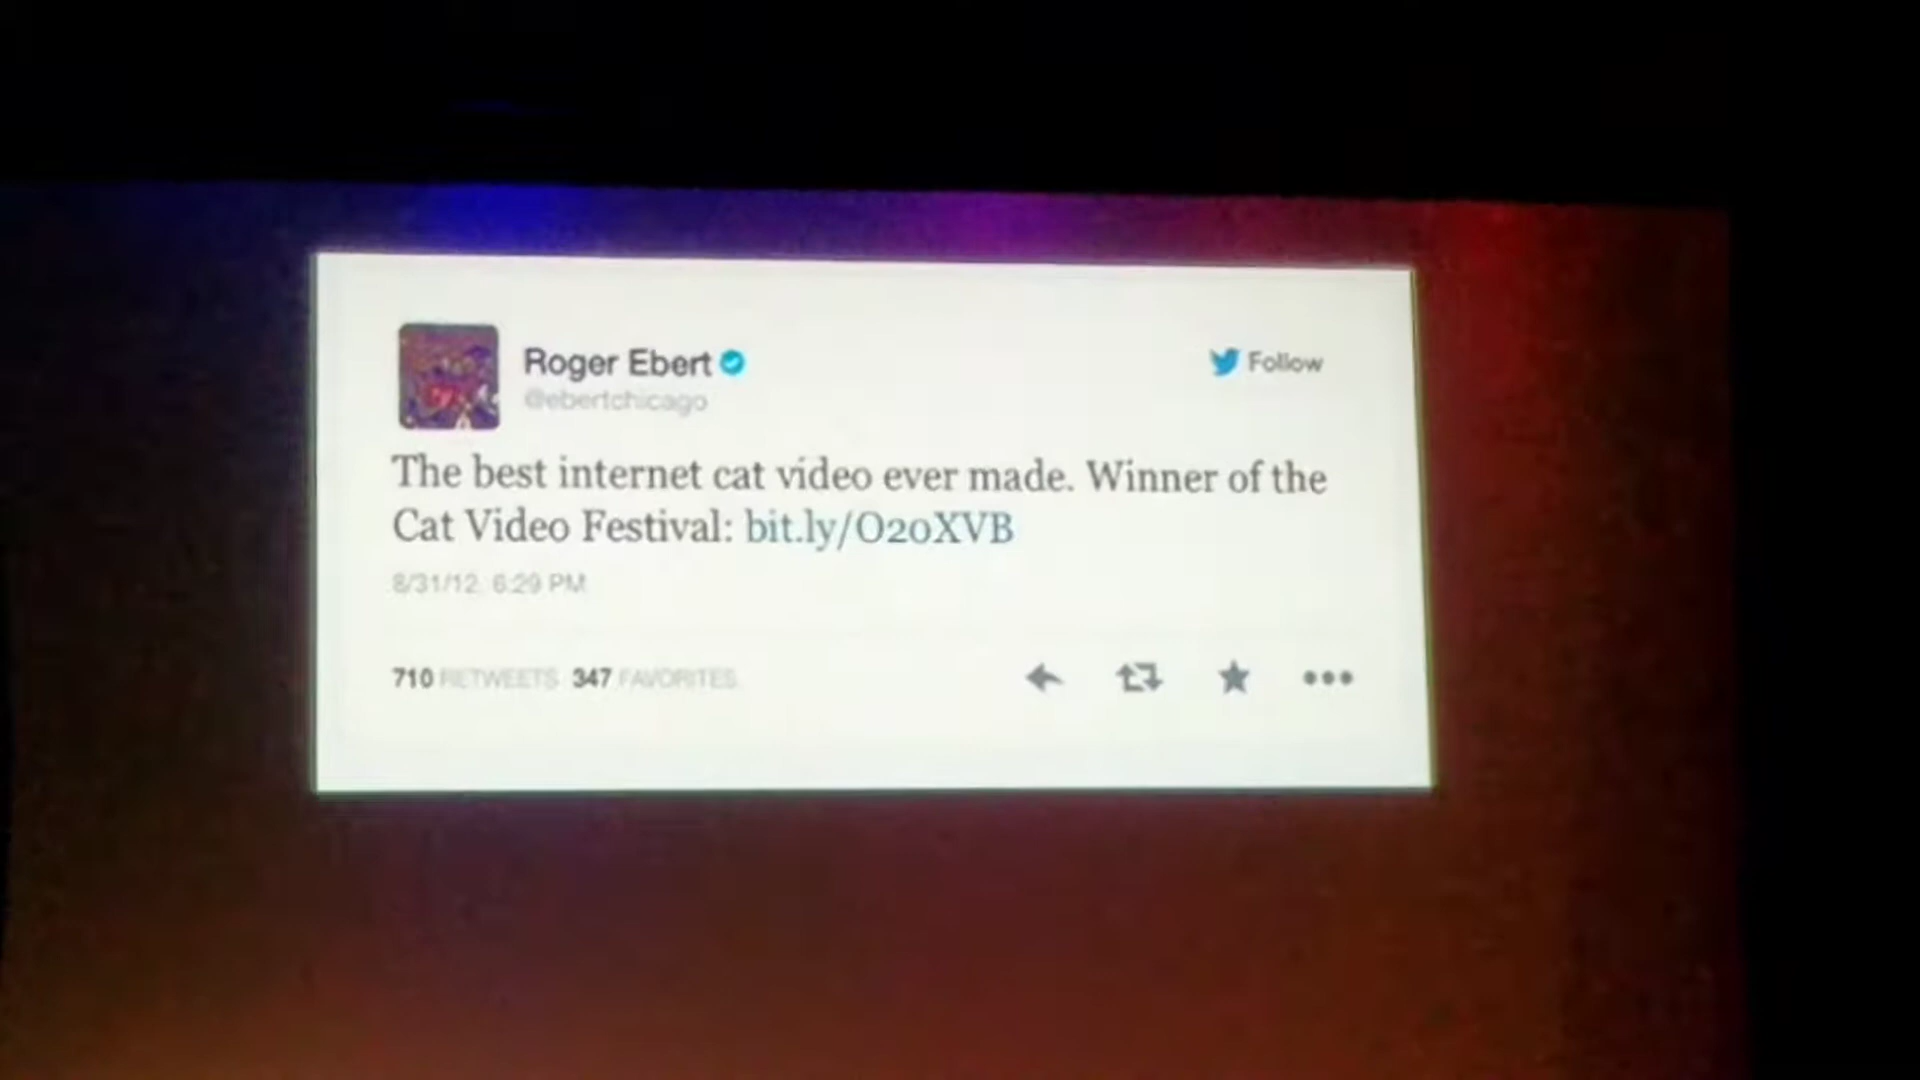 Roger Ebert
Follow
@ebertchicago
The best internet cat video ever made. Winner of the
Cat Video Festival: bit.ly/O2oXVB
8/31/12, 6:29 PM
710 RETWEETS 347 FAVORITES